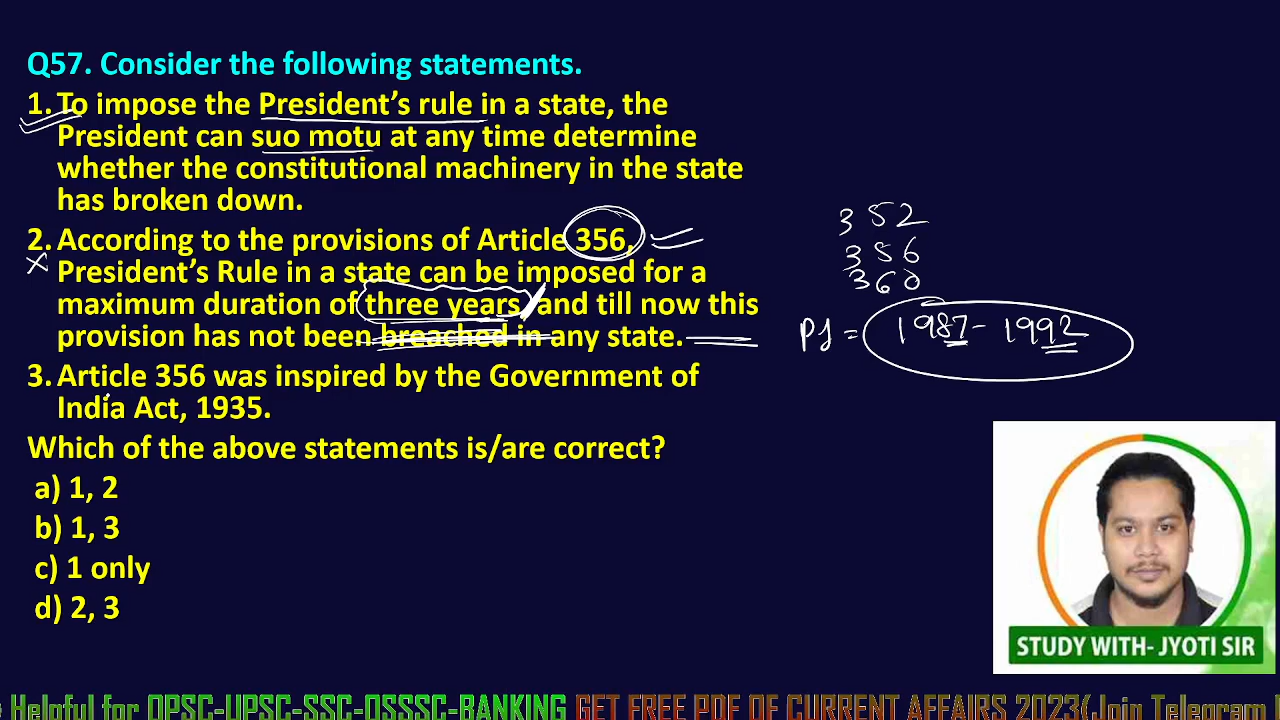 Q57. Consider the following statements.
1. To impose the President's rule in a state, the
President can suo motu at any time determine
whether the constitutional machinery in the state
has broken down.
2. According to the provisions of Article 356,
President's Rule in a state can be imposed for a
maximum duration of three years, and till now this
provision has not been breached in any state.
3. Article 356 was inspired by the Government of
India Act, 1935.
Which of the above statements is/are correct?
a) 1, 2
b) 1, 3
c) 1 only
d) 2, 3
352
356
360
= 1987 - 1992
STUDY WITH- JYOTI SIR
Helpful for OPSC-UPSC-SSC-OSSSC-BANKING GET FREE PDF OF CURRENT AFFAIRS 2023(Join Telegram